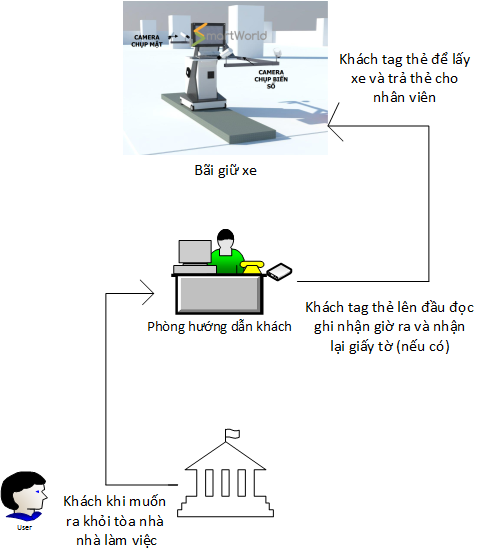 SmartWorld
CAMERA
CHỤP MẶT
CAMERA
CHỤP BIỂN
SỐ
Khách tag thẻ để lấy
xe và trả thẻ cho
nhân viên
Bãi giữ xe
Phòng hướng dẫn khách
Khách tag thẻ lên đầu đọc
ghi nhận giờ ra và nhận
lại giấy tờ (nếu có)
User
Khách khi muốn
ra khỏi tòa nhà
nhà làm việc